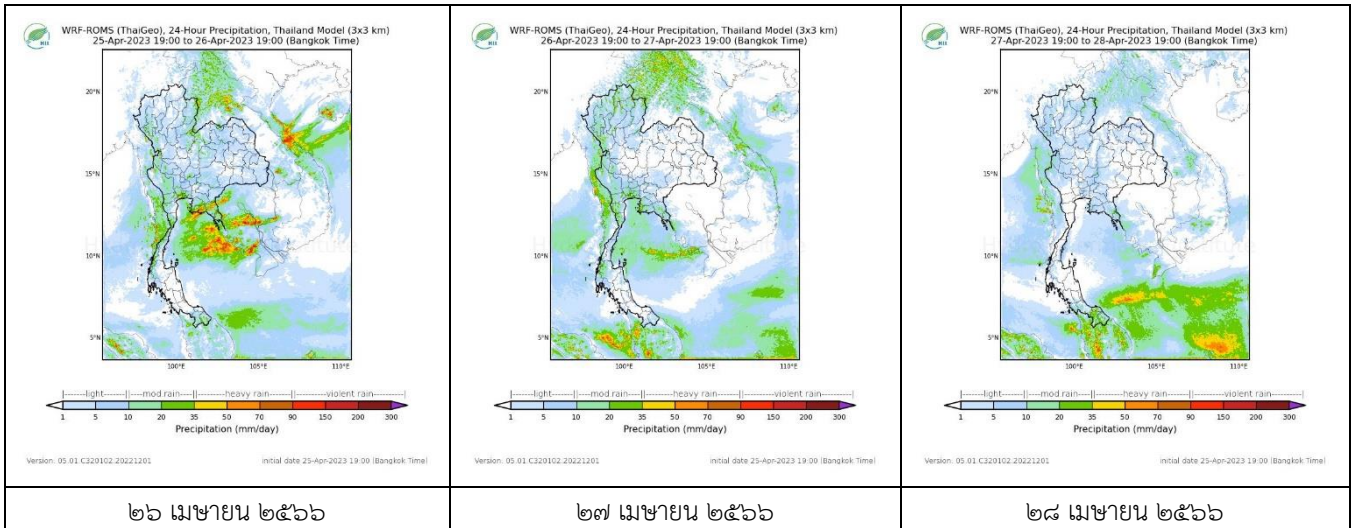 WRF-ROMS (ThaiGeo), 24-Hour Precipitation, Thailand Model (3x3 km)
25-Apr-2023 19:00 to 26-Apr-2023 19:00 (Bangkok Time)
HII
20°N
15°N
10°N
5°N
100°E 105°E 110°E
|------light------||---mod rain---||------heavy rain------||------violent rain------|
1 5 10 20 35 50 70 90 150 200 300
Precipitation (mm/day)
Version: 05.01.C320102.20221201 initial date 25-Apr-2023 19:00 (Bangkok Time)
๒๖ เมษายน ๒๕๖๖
WRF-ROMS (ThaiGeo), 24-Hour Precipitation, Thailand Model (3x3 km)
26-Apr-2023 19:00 to 27-Apr-2023 19:00 (Bangkok Time)
HII
20°N
15°N
10°N
5°N
100°E 105°E 110°E
|------light------||---mod rain---||------heavy rain------||------violent rain------|
1 5 10 20 35 50 70 90 150 200 300
Precipitation (mm/day)
Version: 05.01.C320102.20221201 initial date 25-Apr-2023 19:00 (Bangkok Time)
๒๗ เมษายน ๒๕๖๖
WRF-ROMS (ThaiGeo), 24-Hour Precipitation, Thailand Model (3x3 km)
27-Apr-2023 19:00 to 28-Apr-2023 19:00 (Bangkok Time)
HII
20°N
15°N
10°N
5°N
100°E 105°E 110°E
|------light------||---mod rain---||------heavy rain------||------violent rain------|
1 5 10 20 35 50 70 90 150 200 300
Precipitation (mm/day)
Version: 05.01.C320102.20221201 initial date 25-Apr-2023 19:00 (Bangkok Time)
๒๘ เมษายน ๒๕๖๖